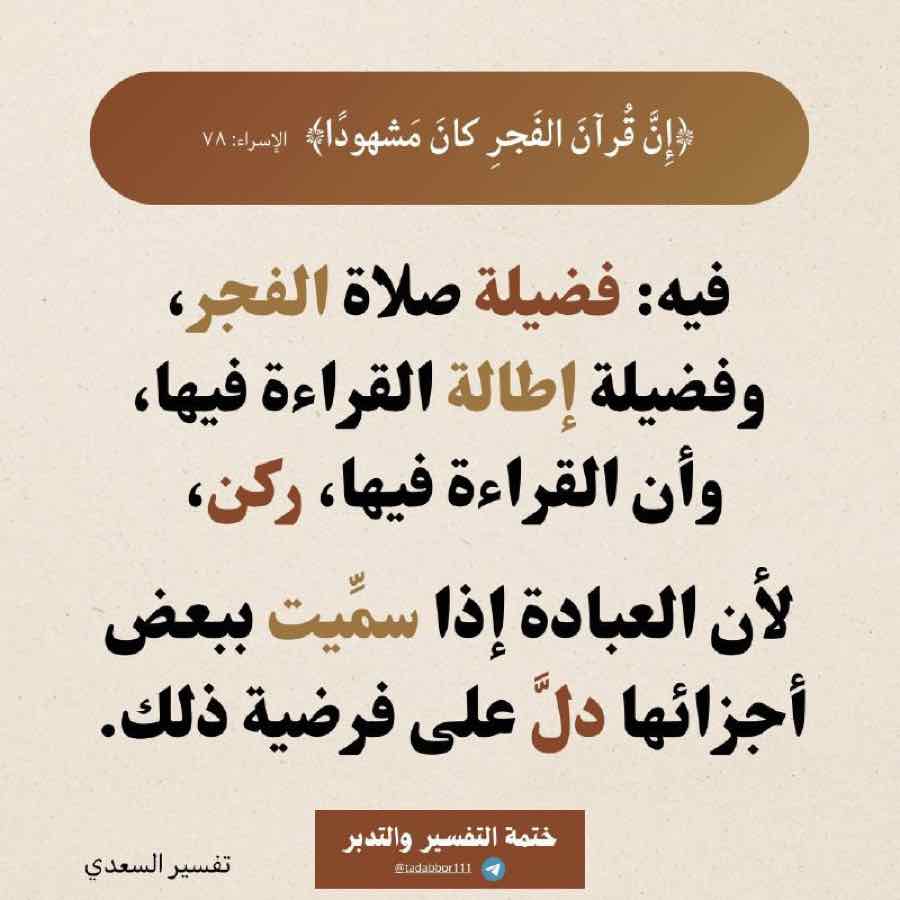 ﴿إِنَّ قُرآنَ الفَجرِ كانَ مَشهودًا﴾ الإسراء: ٧٨
فيه: فضيلة صلاة الفجر،
وفضيلة إطالة القراءة فيها،
وأن القراءة فيها، ركن،
لأن العبادة إذا سمِّيت ببعض
أجزائها دلَّ على فرضية ذلك.
ختمة التفسير والتدبر
@tadabbor111
تفسير السعدي